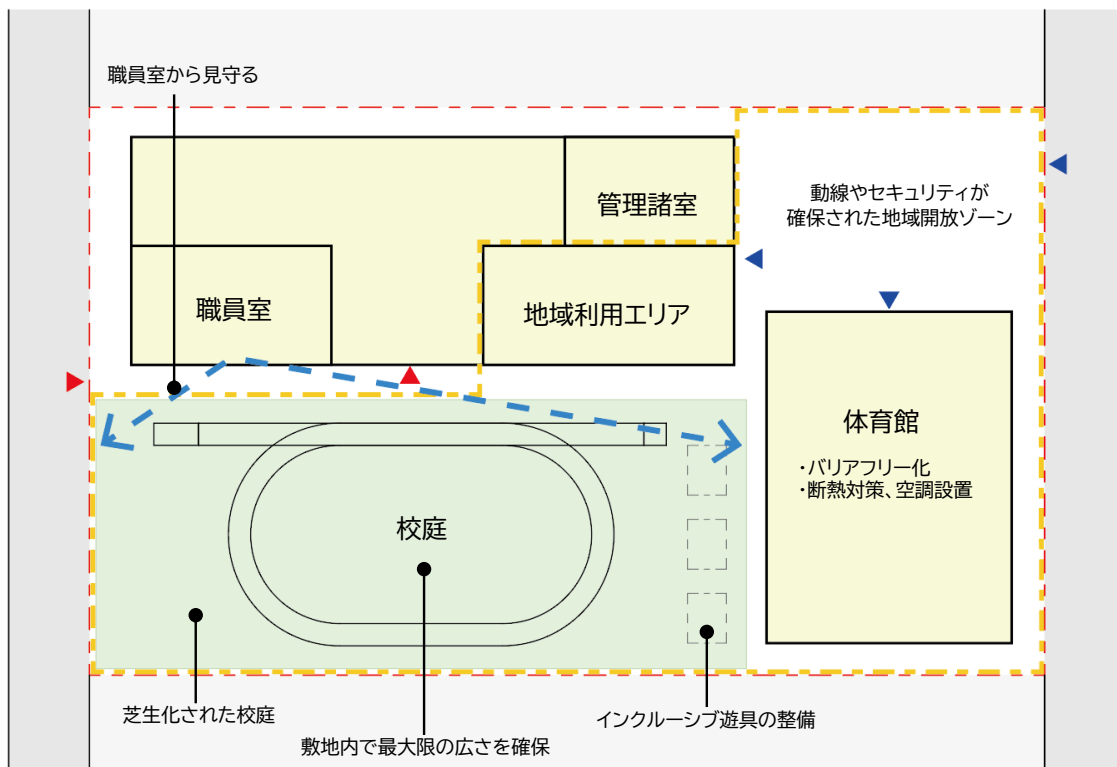 職員室から見守る
管理諸室
動線やセキュリティが
確保された地域開放ゾーン
職員室
地域利用エリア
体育館
・バリアフリー化
・断熱対策、空調設置
校庭
芝生化された校庭
敷地内で最大限の広さを確保
インクルーシブ遊具の整備